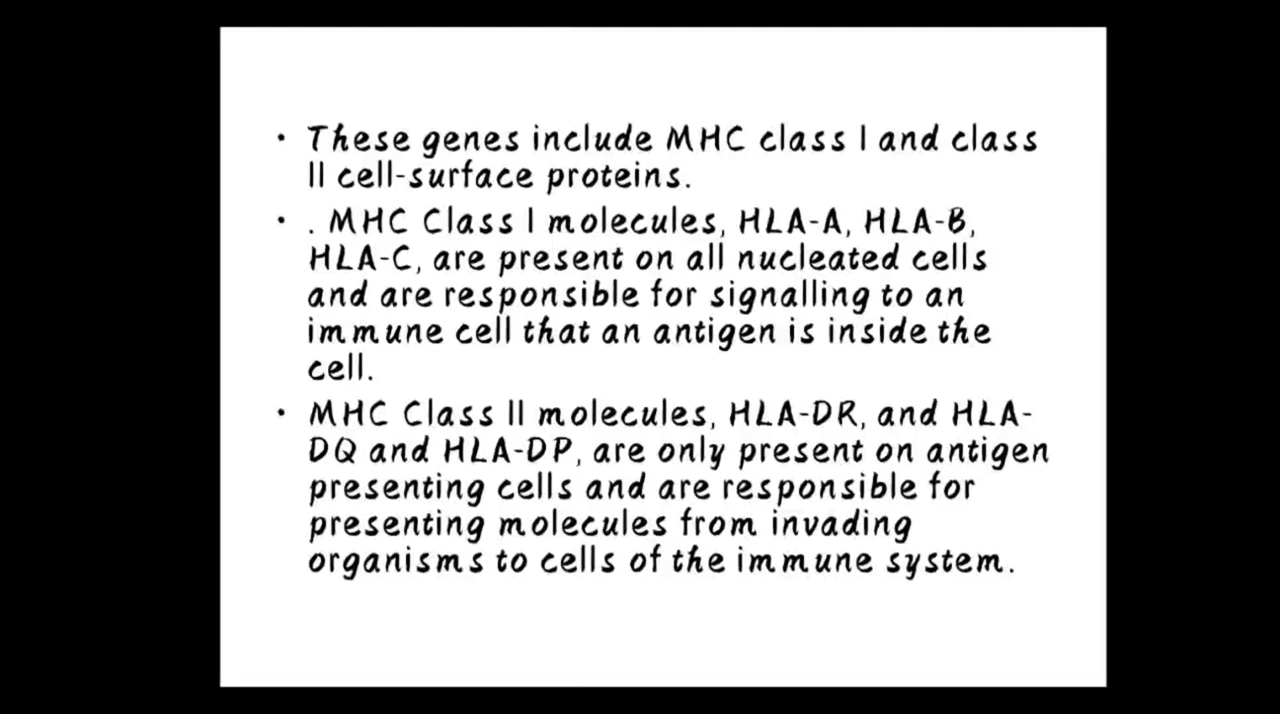 • These genes include MHC class I and class
II cell-surface proteins.
• . MHC Class I molecules, HLA-A, HLA-B,
HLA-C, are present on all nucleated cells
and are responsible for signalling to an
immune cell that an antigen is inside the
cell.
• MHC Class II molecules, HLA-DR, and HLA-
DQ and HLA-DP, are only present on antigen
presenting cells and are responsible for
presenting molecules from invading
organisms to cells of the immune system.